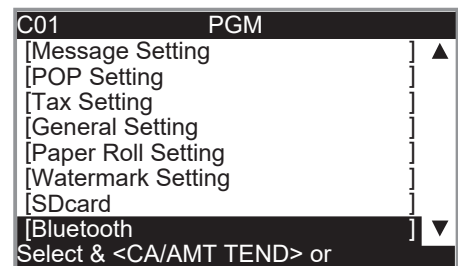 C01 PGM
[Message Setting ] ▲
[POP Setting ]
[Tax Setting ]
[General Setting ]
[Paper Roll Setting ]
[Watermark Setting ]
[SDcard ]
[Bluetooth ] ▼
Select & <CA/AMT TEND> or